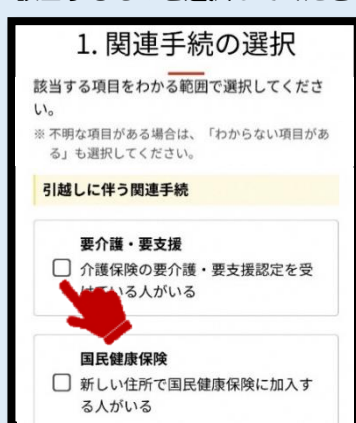 1. 関連手続の選択
該当する項目をわかる範囲で選択してくださ
い。
※ 不明な項目がある場合は、「わからない項目があ
る」も選択してください。
引越しに伴う関連手続
要介護・要支援
介護保険の要介護・要支援認定を受
けている人がいる
国民健康保険
新しい住所で国民健康保険に加入す
る人がいる